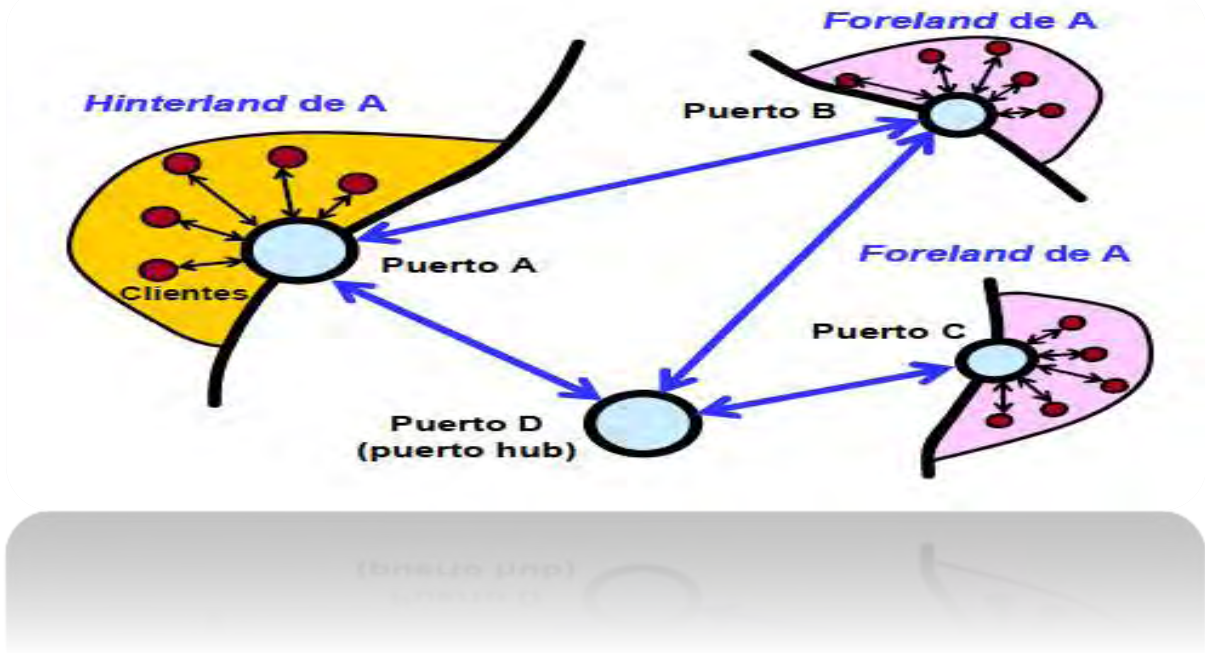 Foreland de A
Hinterland de A
Puerto B
Puerto A
Foreland de A
Clientes
Puerto C
Puerto D
(puerto hub)